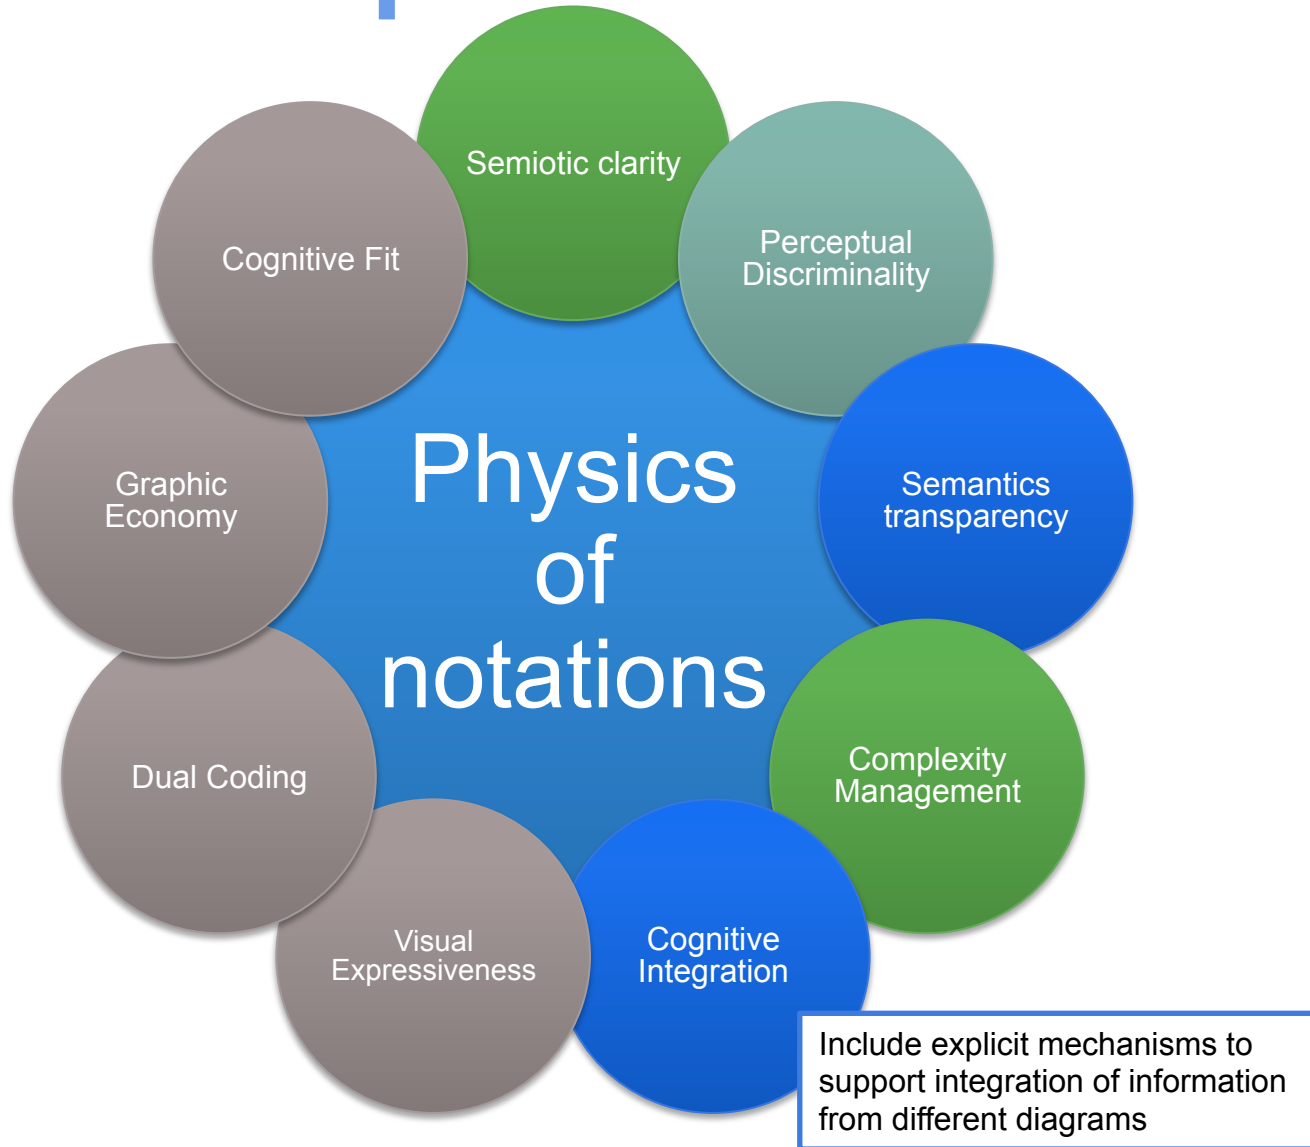 Semiotic clarity
Perceptual
Discriminality
Semantics
transparency
Complexity
Management
Cognitive
Integration
Visual
Expressiveness
Dual Coding
Graphic
Economy
Cognitive Fit
Physics
of
notations
Include explicit mechanisms to
support integration of information
from different diagrams